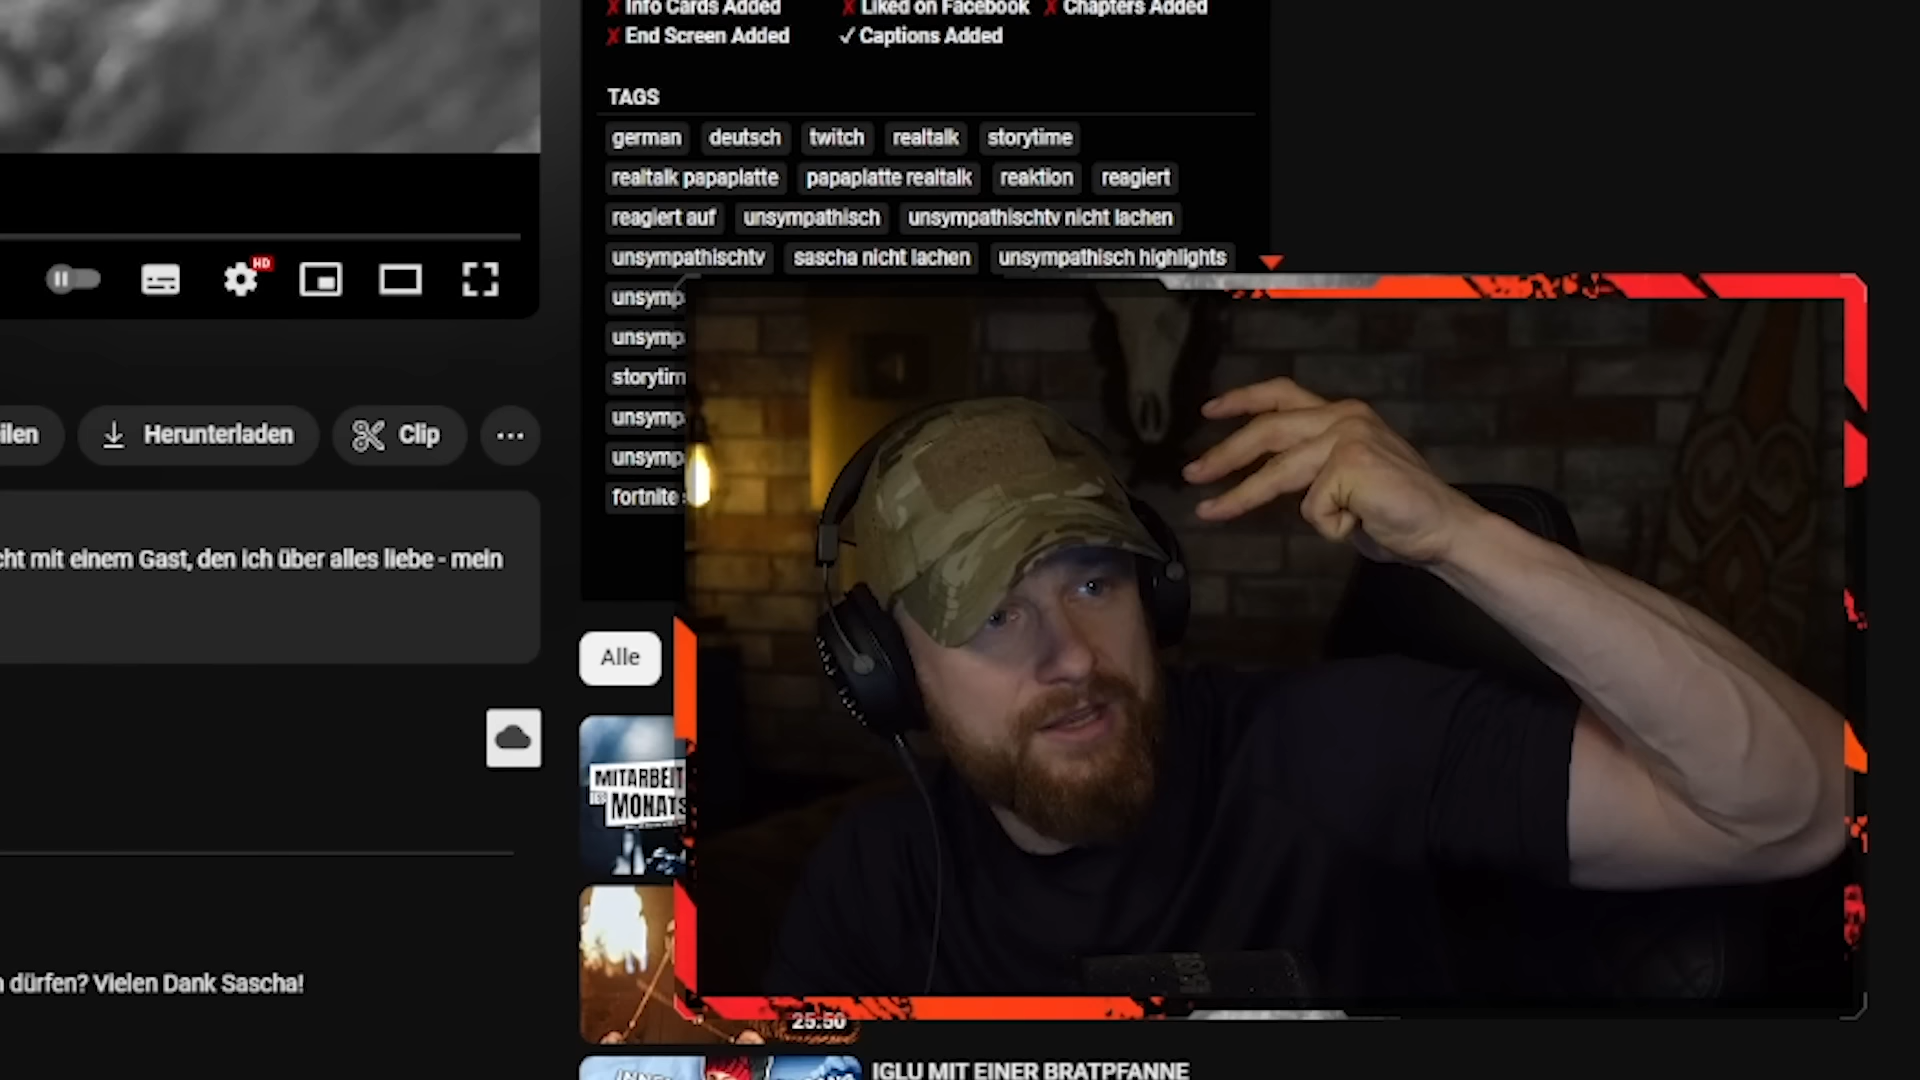 Info Cards Added Liked on Facebook Chapters Added
End Screen Added Captions Added
TAGS
german deutsch twitch realtalk storytime
realtalk papaplatte papaplatte realtalk reaktion reagiert
reagiert auf unsympathisch unsympathischtv nicht lachen
unsympathischtv sascha nicht lachen unsympathisch highlights
unsymp
unsymp
storytim
unsymp
unsymp
fortnite
HD
ilen Herunterladen Clip
cht mit einem Gast, den ich über alles liebe - mein
Alle
MITARBEIT
DES MONATS
n dürfen? Vielen Dank Sascha!
25:50
IGLU MIT EINER BRATPFANNE